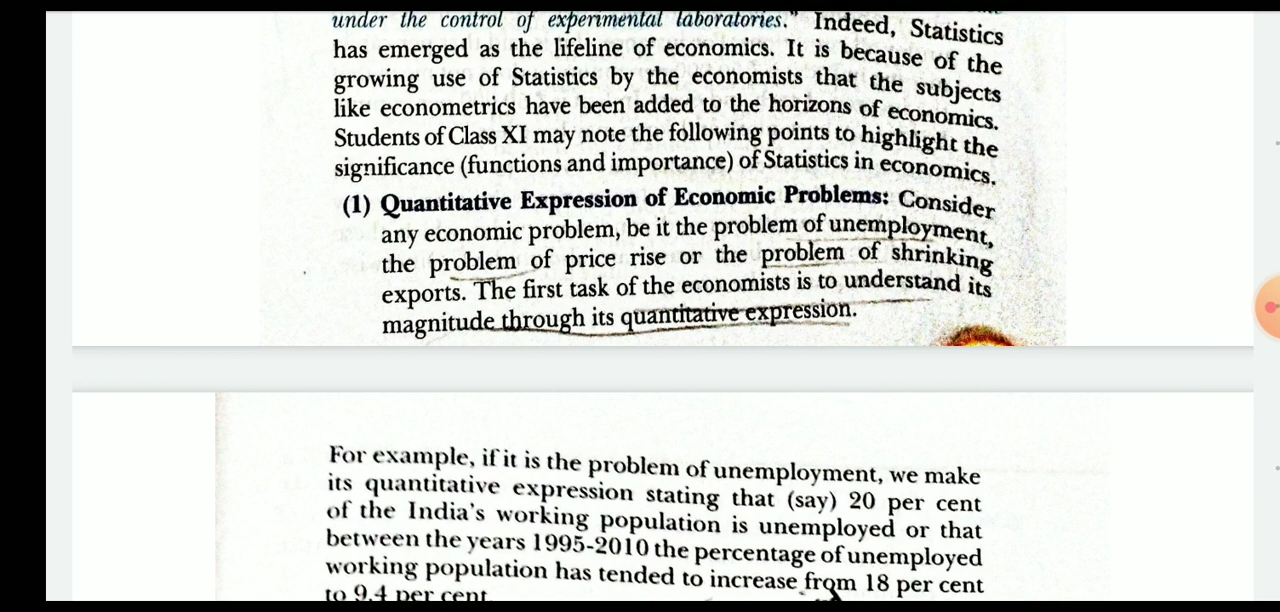 under the control of experimental laboratories." Indeed, Statistics
has emerged as the lifeline of economics. It is because of the
growing use of Statistics by the economists that the subjects
like econometrics have been added to the horizons of economics.
Students of Class XI may note the following points to highlight the
significance (functions and importance) of Statistics in economics.
(1) Quantitative Expression of Economic Problems: Consider
any economic problem, be it the problem of unemployment,
the problem of price rise or the problem of shrinking
exports. The first task of the economists is to understand its
magnitude through its quantitative expression.
For example, if it is the problem of unemployment, we make
its quantitative expression stating that (say) 20 per cent
of the India's working population is unemployed or that
between the years 1995-2010 the percentage of unemployed
working population has tended to increase from 18 per cent
to 9.4 per cent.